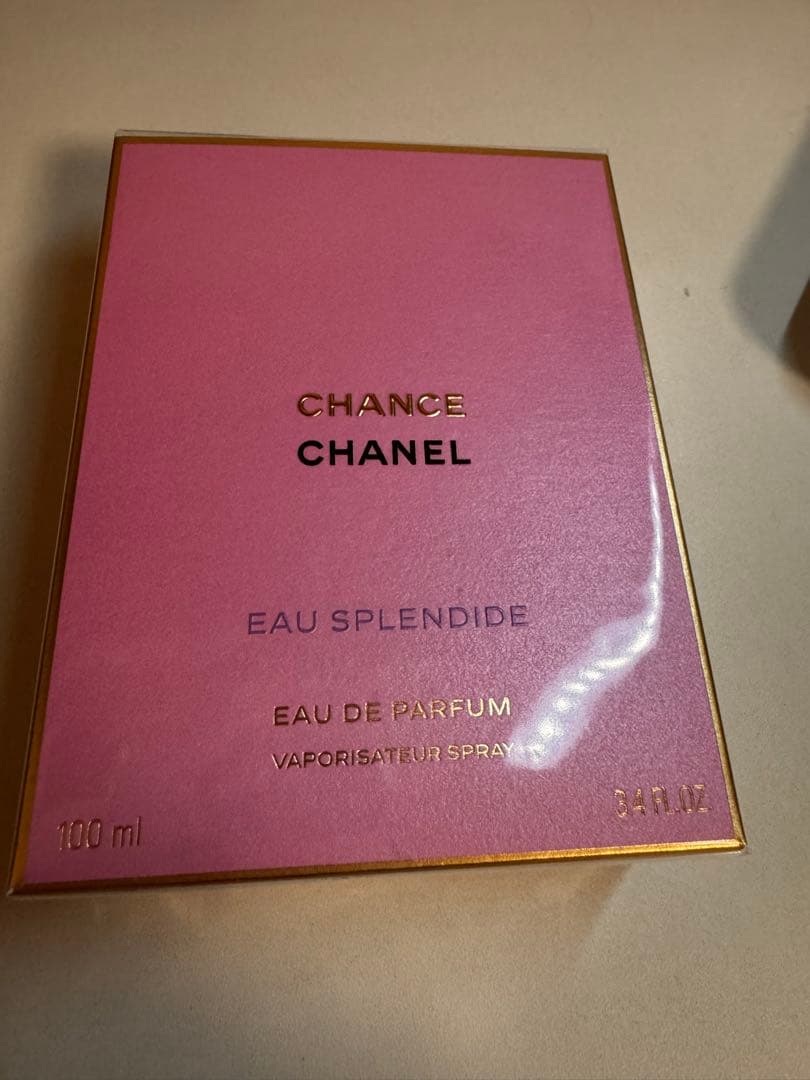 CHANCE
CHANEL
EAU SPLENDIDE
EAU DE PARFUM
VAPORISATEUR SPRAY
100 ml
3.4 FL.OZ